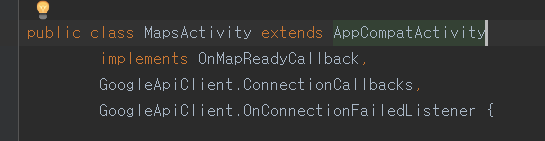 public class MapsActivity extends AppCompatActivity
implements OnMapReadyCallback,
GoogleApiClient.ConnectionCallbacks,
GoogleApiClient.OnConnectionFailedListener {